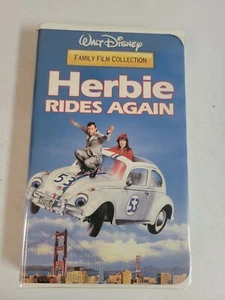 WALT DISNEY
FAMILY FILM COLLECTION
Herbie
RIDES AGAIN
53
53